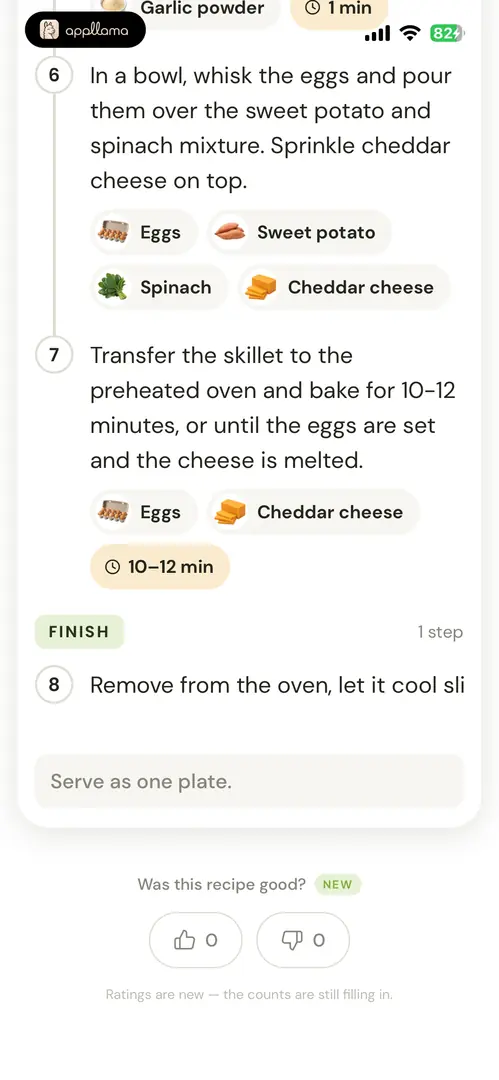 Garlic powder
1 min
appllama
82
6
In a bowl, whisk the eggs and pour
them over the sweet potato and
spinach mixture. Sprinkle cheddar
cheese on top.
Eggs
Sweet potato
Spinach
Cheddar cheese
7
Transfer the skillet to the
preheated oven and bake for 10–12
minutes, or until the eggs are set
and the cheese is melted.
Eggs
Cheddar cheese
10–12 min
FINISH
1 step
8
Remove from the oven, let it cool sli
Serve as one plate.
Was this recipe good?
NEW
0
0
Ratings are new — the counts are still filling in.